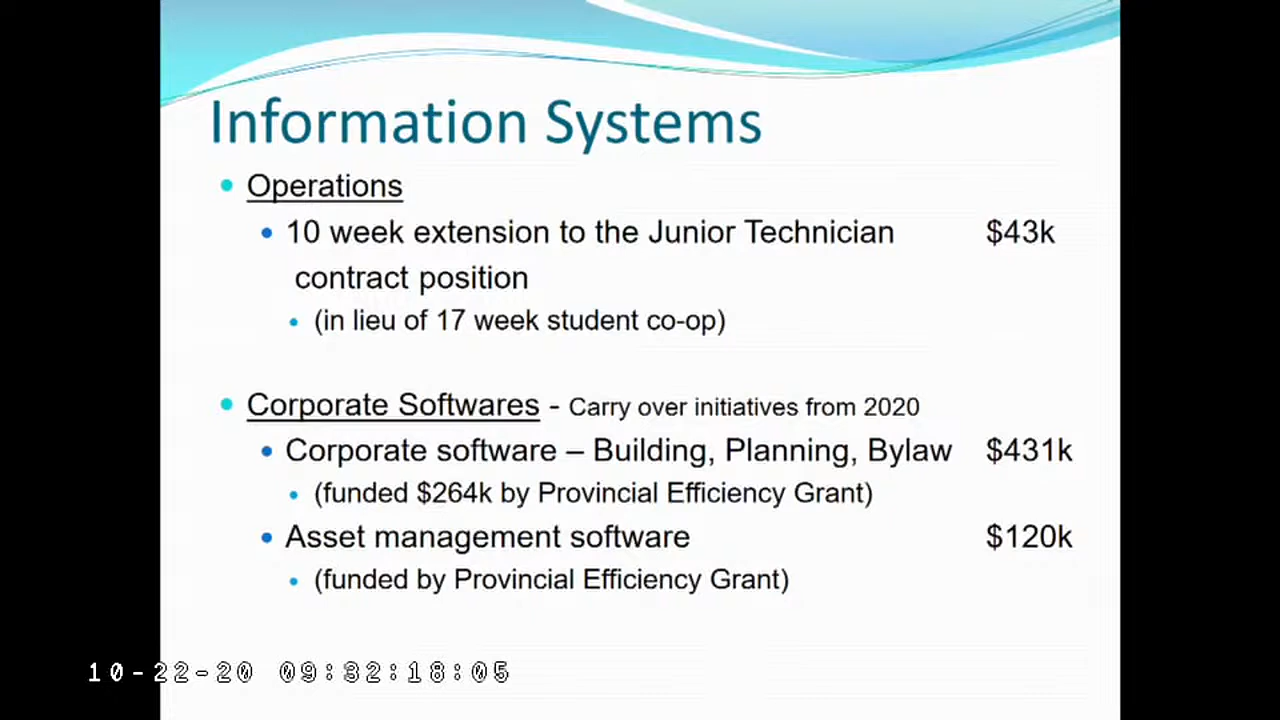 Information Systems
Operations
10 week extension to the Junior Technician $43k
contract position
(in lieu of 17 week student co-op)
Corporate Softwares - Carry over initiatives from 2020
Corporate software – Building, Planning, Bylaw $431k
(funded $264k by Provincial Efficiency Grant)
Asset management software $120k
(funded by Provincial Efficiency Grant)
10-22-20 09:32:18:05